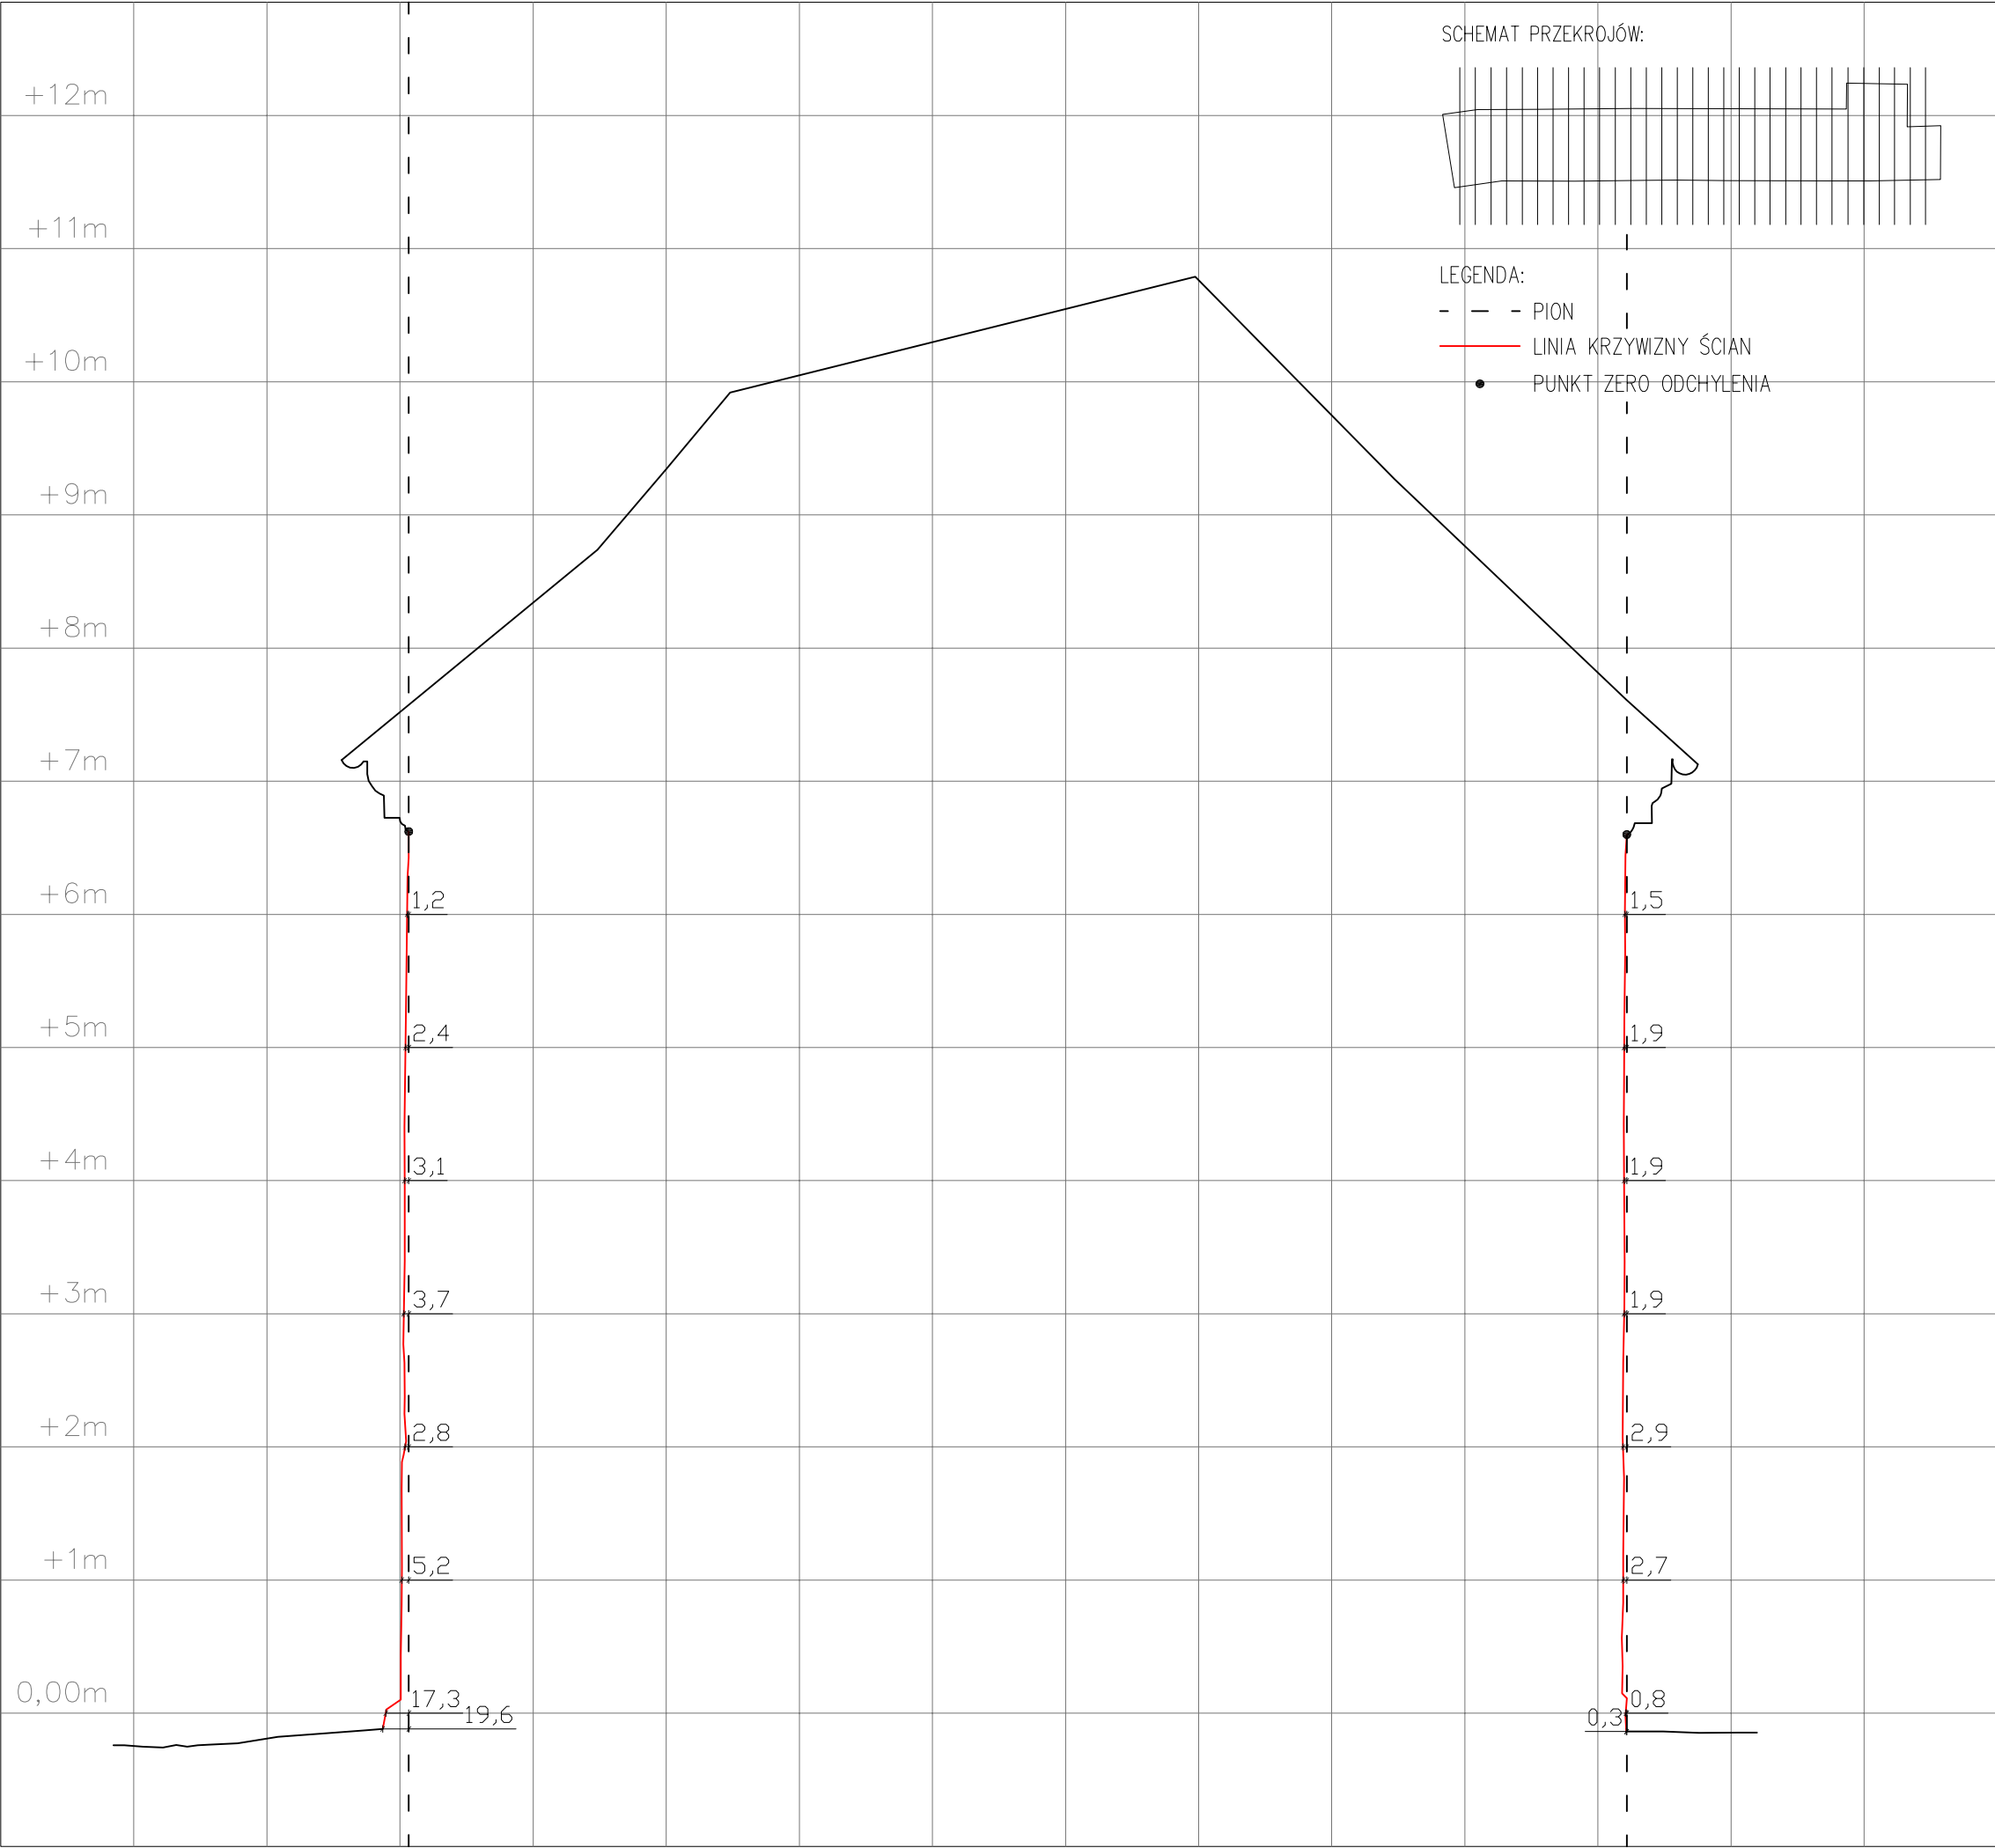 SCHEMAT PRZEKROJÓW:
+12m
+11m
LEGENDA:
PION
LINIA KRZYWIZNY ŚCIAN
+10m
PUNKT ZERO ODCHYLENIA
+9m
+8m
+7m
+6m 1,2 1,5
+5m 2,4 1,9
+4m 3,1 1,9
+3m 3,7 1,9
+2m 2,8 2,9
+1m 5,2 2,7
0,00m 17,3 0,8
19,6 0,3